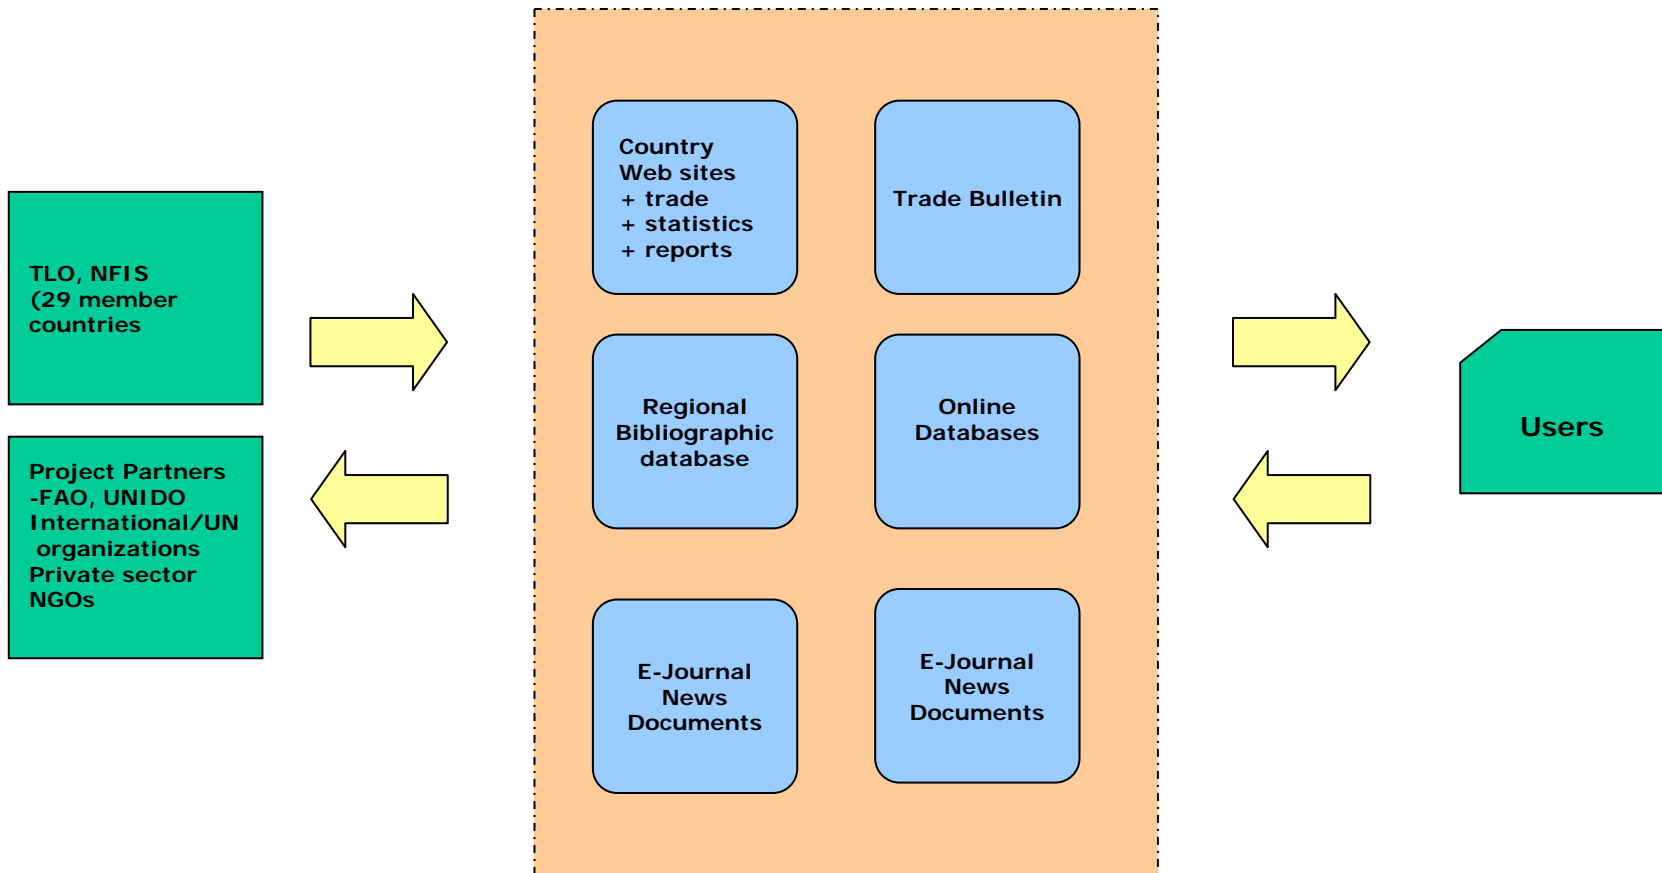 TLO, NFIS
(29 member
countries
Project Partners
-FAO, UNIDO
International/UN
organizations
Private sector
NGOs
Country
Web sites
+ trade
+ statistics
+ reports
Trade Bulletin
Regional
Bibliographic
database
Online
Databases
E-Journal
News
Documents
E-Journal
News
Documents
Users